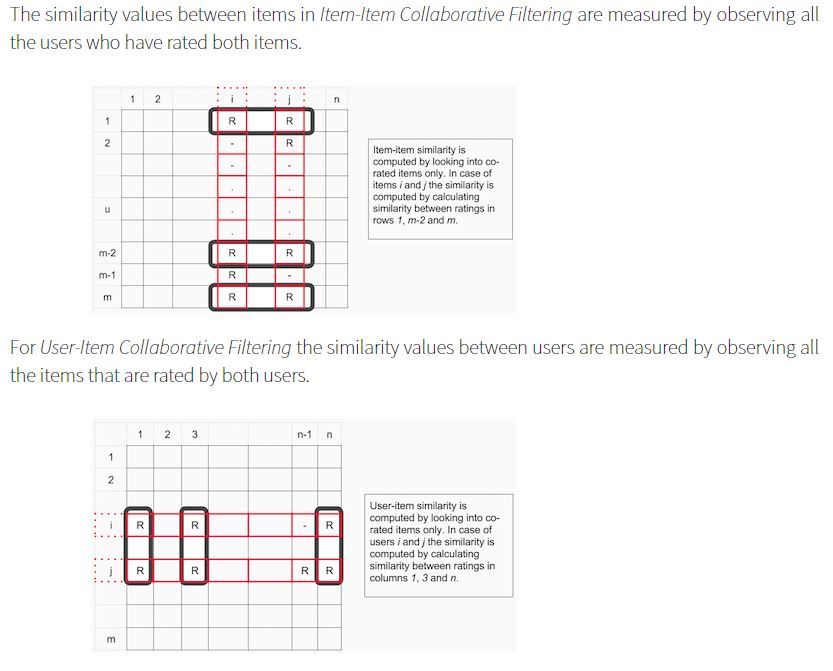 The similarity values between items in Item-Item Collaborative Filtering are measured by observing all
the users who have rated both items.
1 2 i j n
1 R R
2 - R
- -
. .
u . .
. .
m-2 R R
m-1 R -
m R R
Item-item similarity is
computed by looking into co-
rated items only. In case of
items i and j the similarity is
computed by calculating
similarity between ratings in
rows 1, m-2 and m.
For User-Item Collaborative Filtering the similarity values between users are measured by observing all
the items that are rated by both users.
1 2 3 n-1 n
1
2
i R R - R
j R R R R
m
User-item similarity is
computed by looking into co-
rated items only. In case of
users i and j the similarity is
computed by calculating
similarity between ratings in
columns 1, 3 and n.